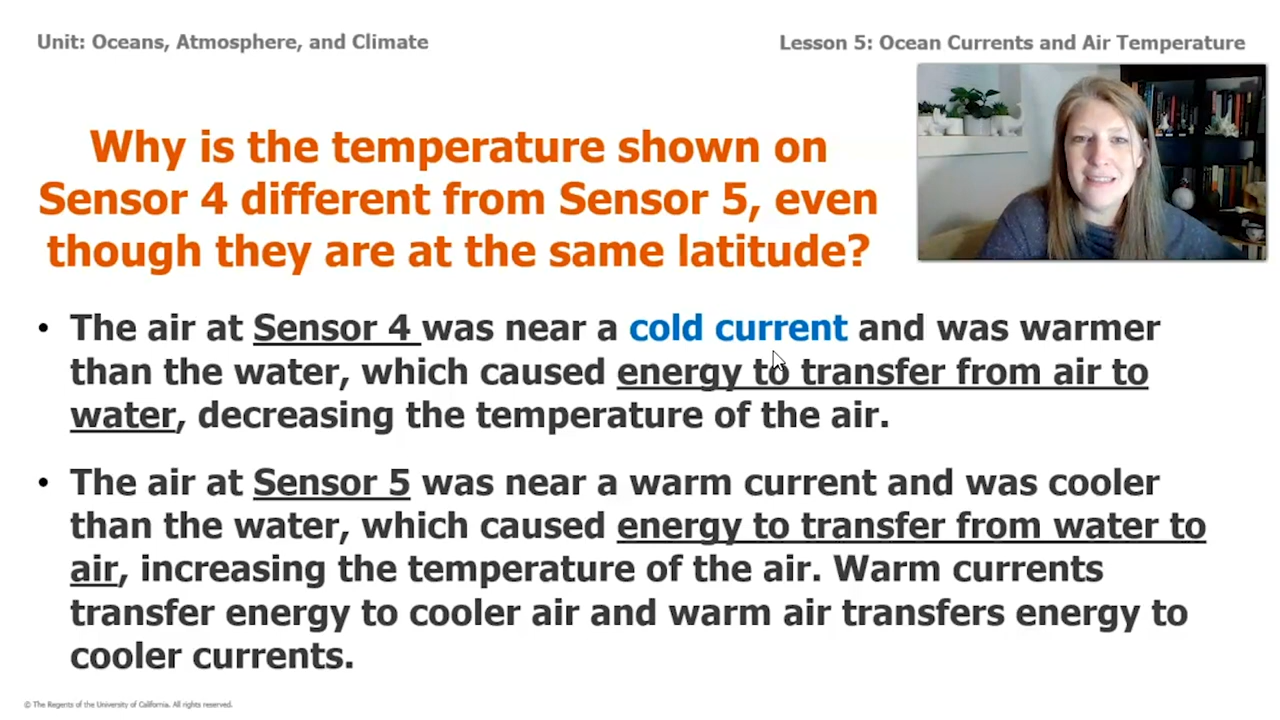 Unit: Oceans, Atmosphere, and Climate
Lesson 5: Ocean Currents and Air Temperature
Why is the temperature shown on
Sensor 4 different from Sensor 5, even
though they are at the same latitude?
• The air at Sensor 4 was near a cold current and was warmer
than the water, which caused energy to transfer from air to
water, decreasing the temperature of the air.
• The air at Sensor 5 was near a warm current and was cooler
than the water, which caused energy to transfer from water to
air, increasing the temperature of the air. Warm currents
transfer energy to cooler air and warm air transfers energy to
cooler currents.
© The Regents of the University of California. All rights reserved.